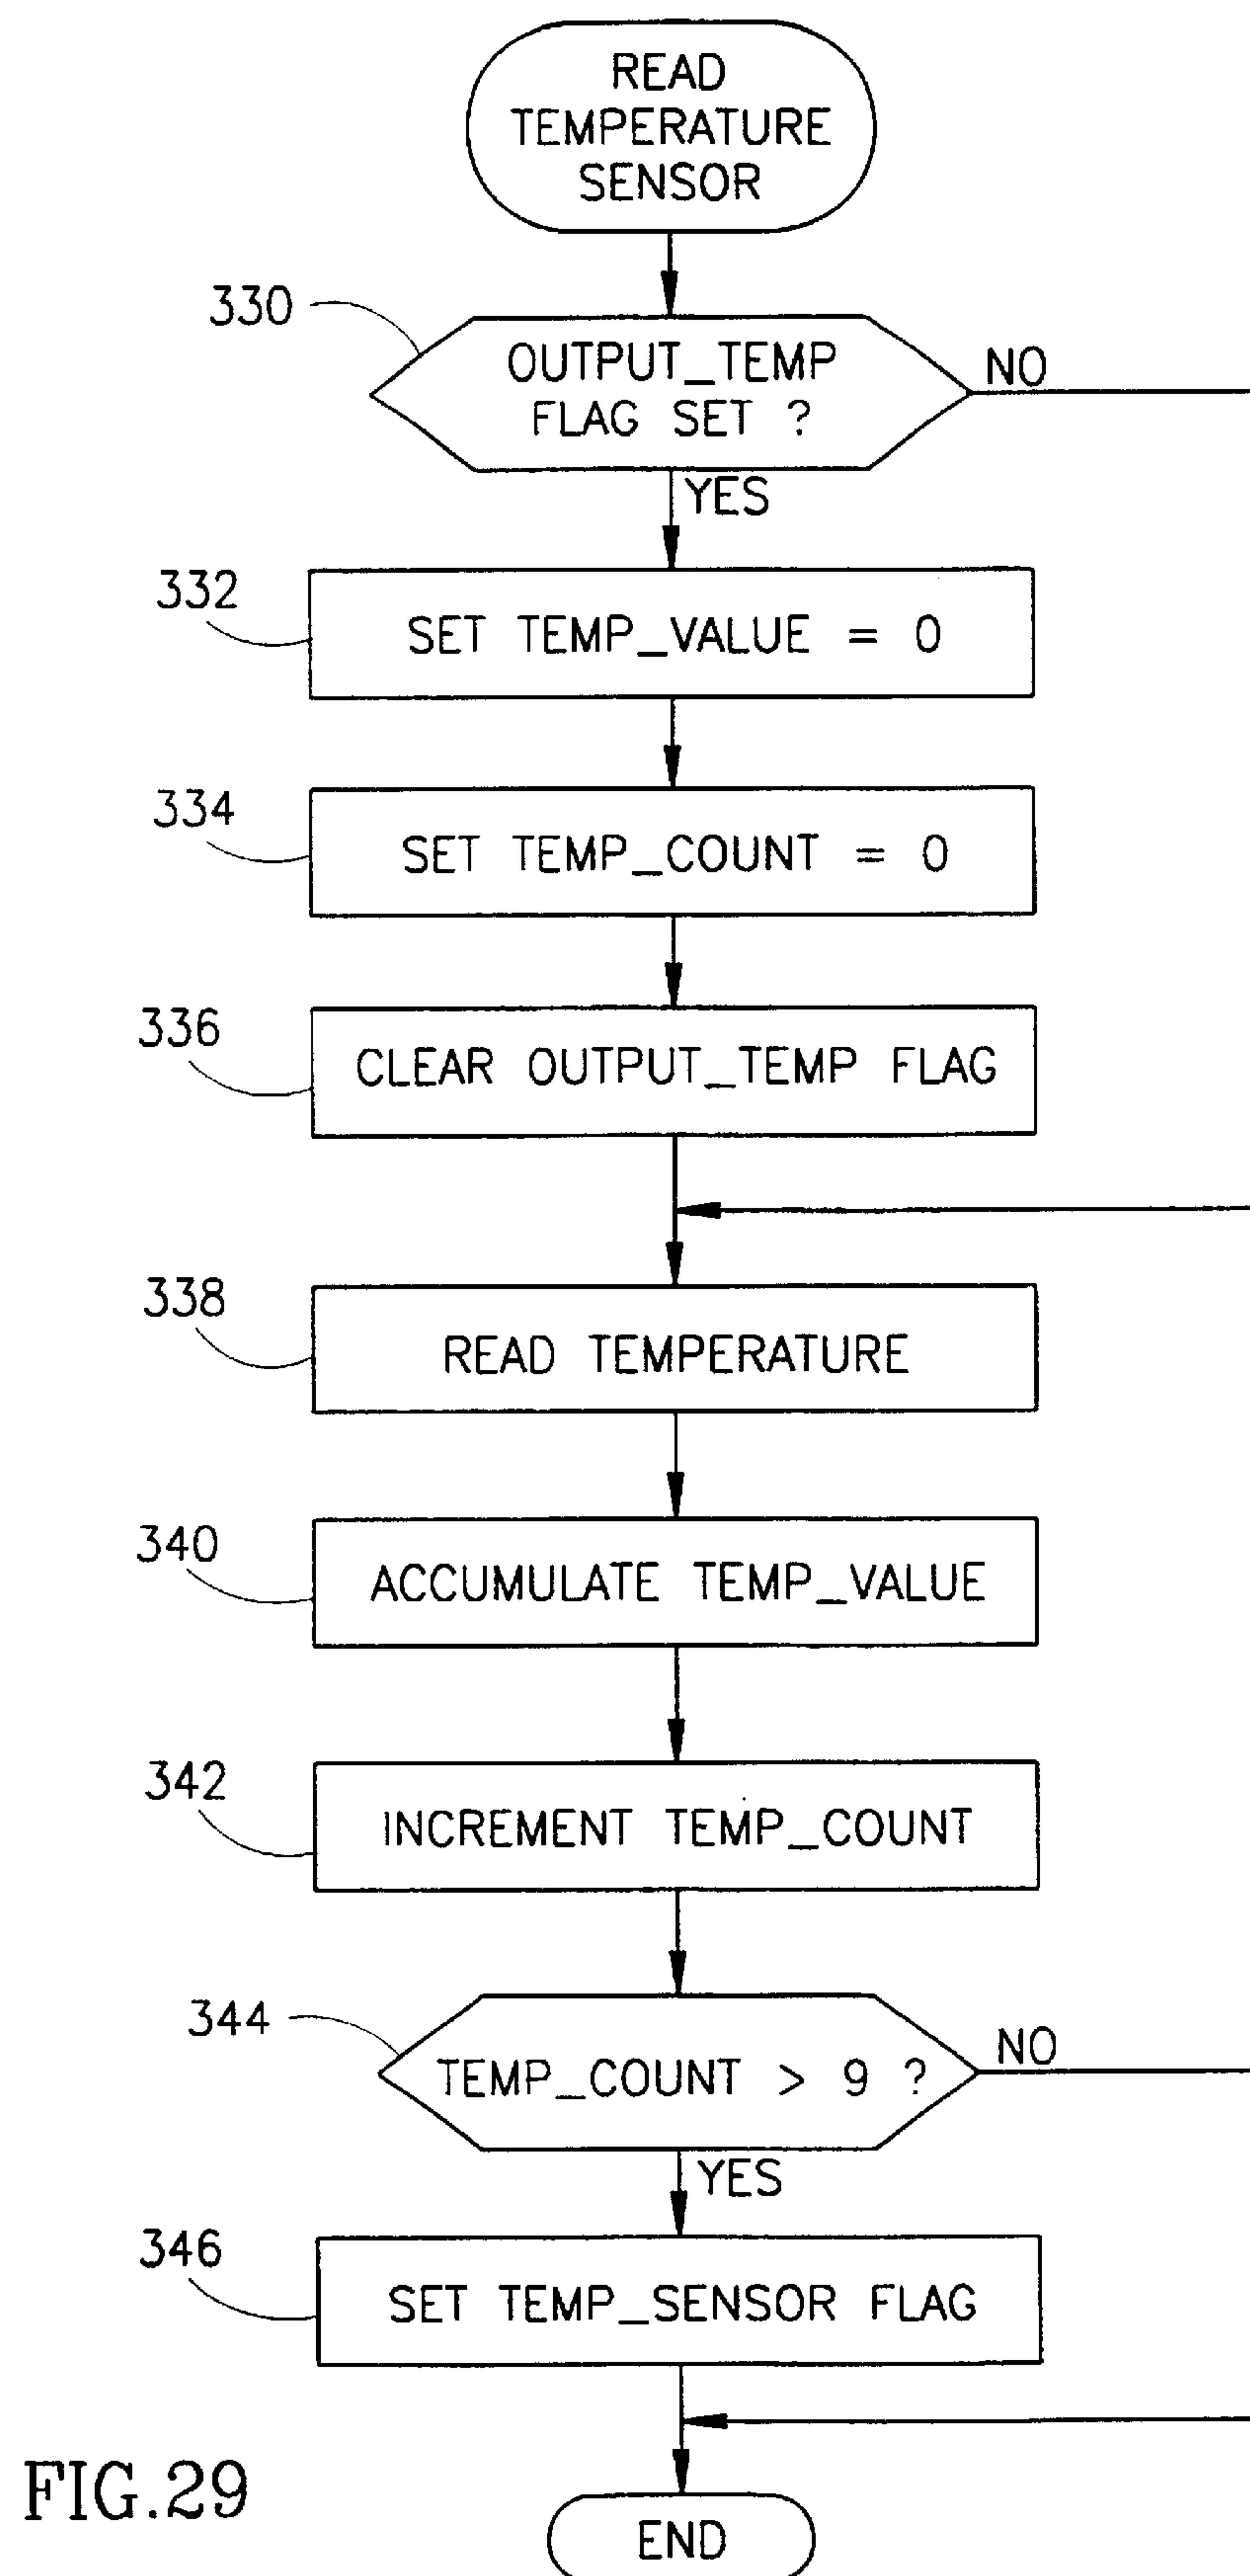 READ
TEMPERATURE
SENSOR
330
OUTPUT_TEMP
FLAG SET ?
NO
YES
332
SET TEMP_VALUE = 0
334
SET TEMP_COUNT = 0
336
CLEAR OUTPUT_TEMP FLAG
338
READ TEMPERATURE
340
ACCUMULATE TEMP_VALUE
342
INCREMENT TEMP_COUNT
344
TEMP_COUNT > 9 ?
NO
YES
346
SET TEMP_SENSOR FLAG
END
FIG.29